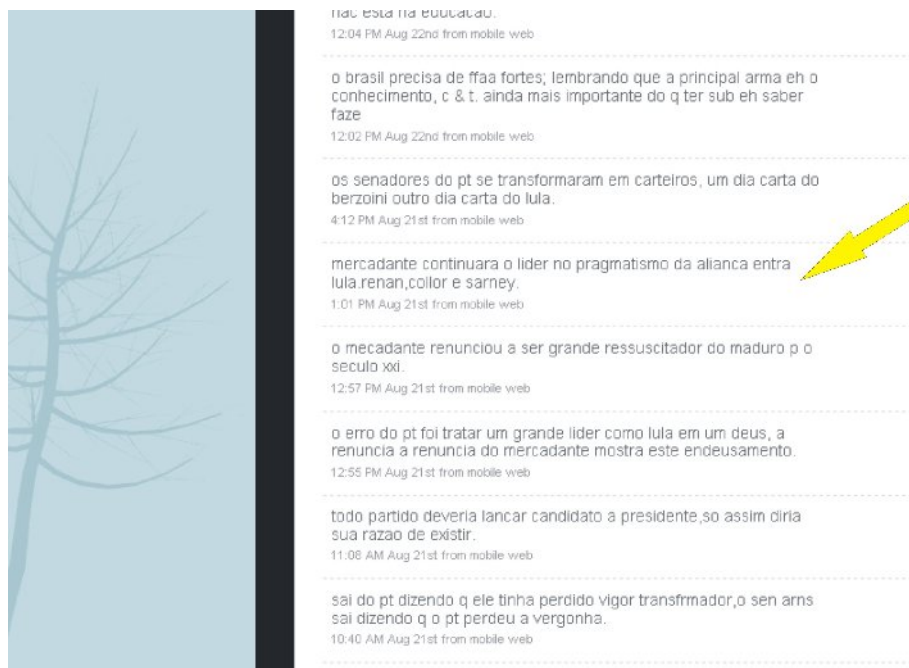 nao esta na educacao.
12:04 PM Aug 22nd from mobile web
o brasil precisa de ffaa fortes; lembrando que a principal arma eh o
conhecimento, c & t. ainda mais importante do q ter sub eh saber
faze
12:02 PM Aug 22nd from mobile web
os senadores do pt se transformaram em carteiros, um dia carta do
berzoini outro dia carta do lula.
4:12 PM Aug 21st from mobile web
mercadante continuara o lider no pragmatismo da alianca entra
lula.renan,collor e sarney.
1:01 PM Aug 21st from mobile web
o mecadante renunciou a ser grande ressuscitador do maduro p o
seculo xxi.
12:57 PM Aug 21st from mobile web
o erro do pt foi tratar um grande lider como lula em um deus, a
renuncia a renuncia do mercadante mostra este endeusamento.
12:55 PM Aug 21st from mobile web
todo partido deveria lancar candidato a presidente,so assim diria
sua razao de existir.
11:08 AM Aug 21st from mobile web
sai do pt dizendo q ele tinha perdido vigor transfrmador,o sen arns
sai dizendo q o pt perdeu a vergonha.
10:40 AM Aug 21st from mobile web